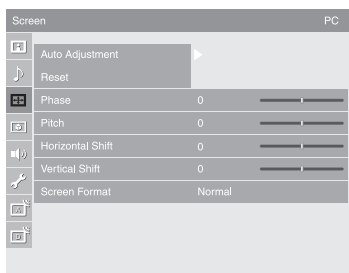 Screen PC
Auto Adjustment
Reset
Phase 0
Pitch 0
Horizontal Shift 0
Vertical Shift 0
Screen Format Normal